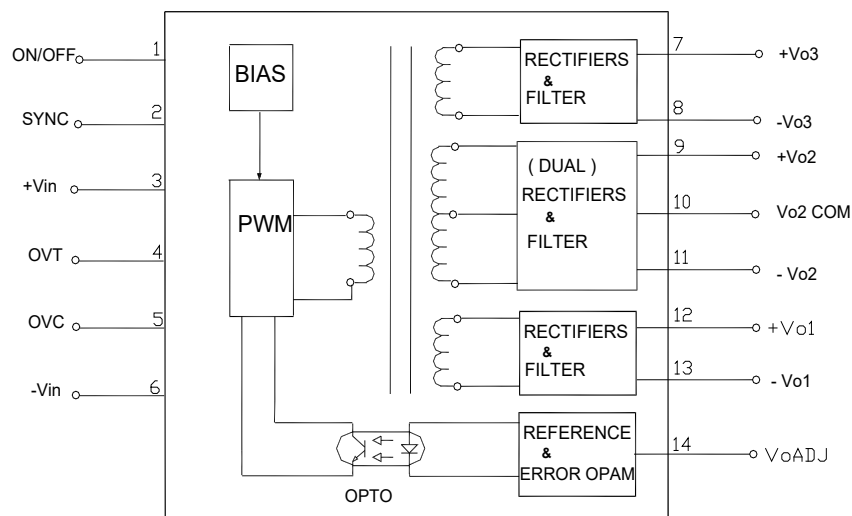 ON/OFF 1
SYNC 2
+Vin 3
OVT 4
OVC 5
-Vin 6
BIAS
PWM
RECTIFIERS
&
FILTER
7 +Vo3
8 -Vo3
( DUAL )
RECTIFIERS
&
FILTER
9 +Vo2
10 Vo2 COM
11 - Vo2
RECTIFIERS
&
FILTER
12 +Vo1
13 - Vo1
OPTO
REFERENCE
&
ERROR OPAM
14 VoADJ